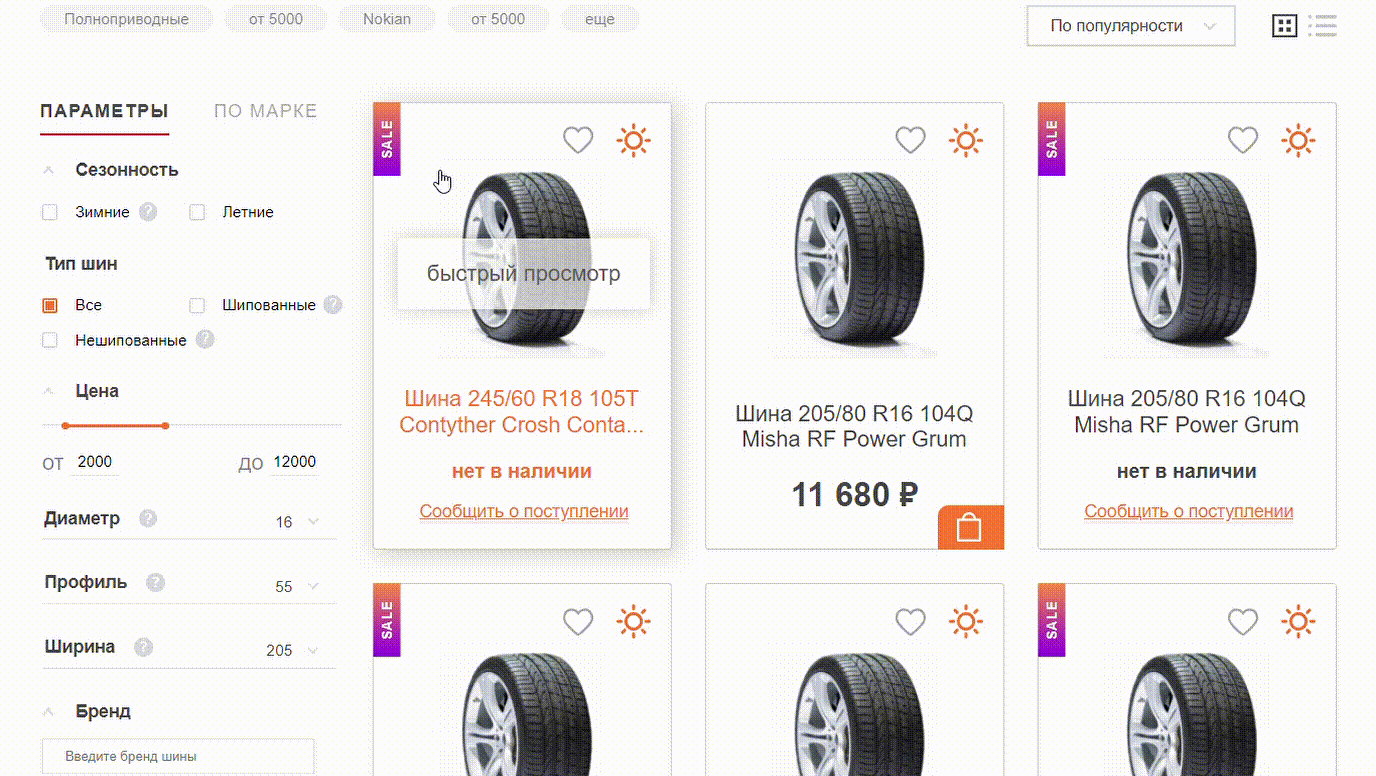 Полноприводные
от 5000
Nokian
от 5000
еще
По популярности
ПАРАМЕТРЫ
ПО МАРКЕ
Сезонность
Зимние ?
Летние
Тип шин
Все
Шипованные ?
Нешипованные ?
Цена
ОТ 2000
ДО 12000
Диаметр ? 16
Профиль ? 55
Ширина ? 205
Бренд
Введите бренд шины
SALE
быстрый просмотр
Шина 245/60 R18 105T
Contyther Crosh Conta...
нет в наличии
Сообщить о поступлении
Шина 205/80 R16 104Q
Misha RF Power Grum
11 680 ₽
SALE
Шина 205/80 R16 104Q
Misha RF Power Grum
нет в наличии
Сообщить о поступлении
SALE
SALE